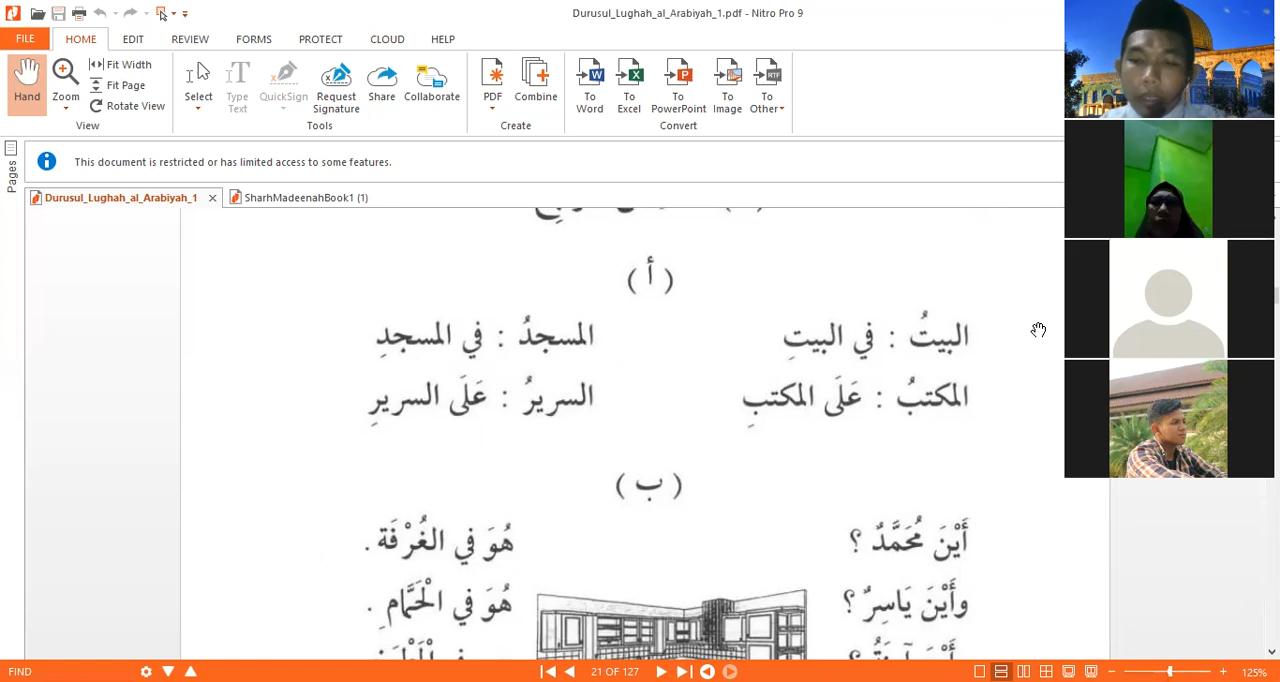 Durusul_Lughah_al_Arabiyah_1.pdf - Nitro Pro 9
FILE HOME EDIT REVIEW FORMS PROTECT CLOUD HELP
Hand
Zoom
Fit Width
Fit Page
Rotate View
View
Select
Type Text
QuickSign
Request Signature
Share
Collaborate
Tools
PDF
Combine
Create
To Word
To Excel
To PowerPoint
To Image
To Other
Convert
Pages
This document is restricted or has limited access to some features.
Durusul_Lughah_al_Arabiyah_1
SharhMadeenahBook1 (1)
( أ )
البيتُ : في البيتِ المسجدُ : في المسجدِ
المكتبُ : عَلَى المكتبِ السريرُ : عَلَى السريرِ
( ب )
أَيْنَ مُحَمَّدٌ ؟ هُوَ في الغُرْفَة .
وأَيْنَ يَاسِرٌ ؟ هُوَ في الْحَمَّامِ .
FIND
21 OF 127
125%